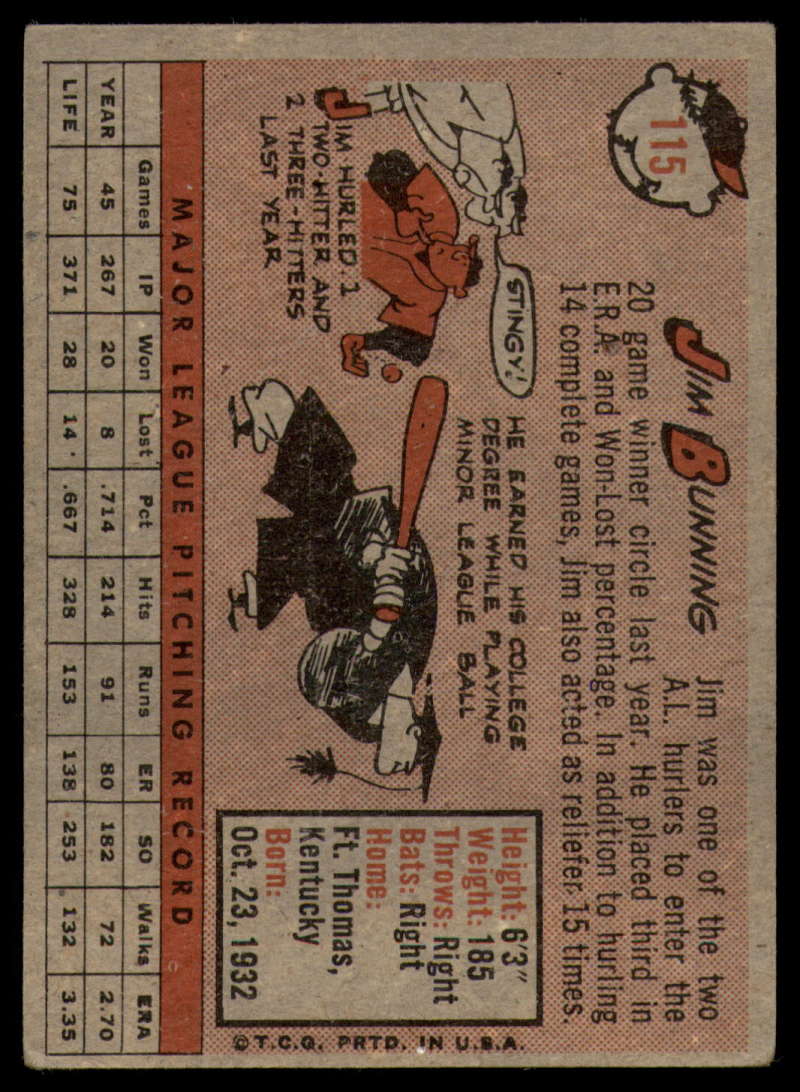 115
JIM BUNNING
Jim was one of the two
A.L. hurlers to enter the
20 game winner circle last year. He placed third in
E.R.A. and Won-Lost percentage. In addition to hurling
14 complete games, Jim also acted as reliefer 15 times.
STINGY!
JIM HURLED 1
TWO-HITTER AND
2 THREE-HITTERS
LAST YEAR
HE EARNED HIS COLLEGE
DEGREE WHILE PLAYING
MINOR LEAGUE BALL
Height: 6'3"
Weight: 185
Throws: Right
Bats: Right
Home:
Ft. Thomas,
Kentucky
Born:
Oct. 23, 1932
©T.C.G. PRTD. IN U.S.A.
MAJOR LEAGUE PITCHING RECORD
Games IP Won Lost Pct Hits Runs ER SO Walks ERA
YEAR 45 267 20 8 .714 214 91 80 182 72 2.70
LIFE 75 371 28 14 .667 328 153 138 253 132 3.35